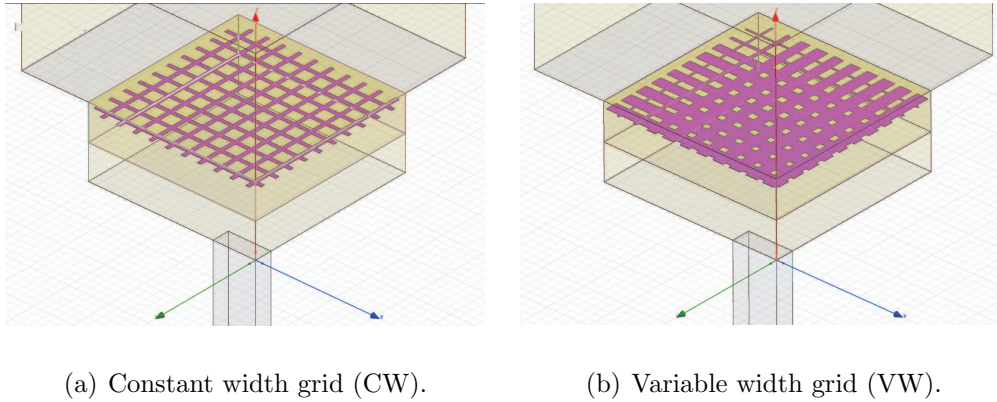 (a) Constant width grid (CW).
(b) Variable width grid (VW).